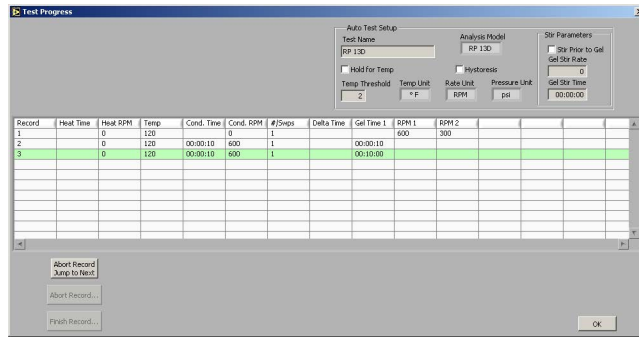 Test Progress
Auto Test Setup
Test Name
RP 13D
Analysis Model
RP 13D
Hold for Temp
Hystoresis
Temp Threshold
2
Temp Unit
° F
Rate Unit
RPM
Pressure Unit
psi
Stir Parameters
Stir Prior to Gel
Gel Stir Rate
0
Gel Stir Time
00:00:00
Record Heat Time Heat RPM Temp Cond. Time Cond. RPM #/Swps Delta Time Gel Time 1 RPM 1 RPM 2
1 0 120 0 1 600 300
2 0 120 00:00:10 600 1 00:00:10
3 0 120 00:00:10 600 1 00:10:00
Abort Record
Jump to Next
Abort Record...
Finish Record...
OK